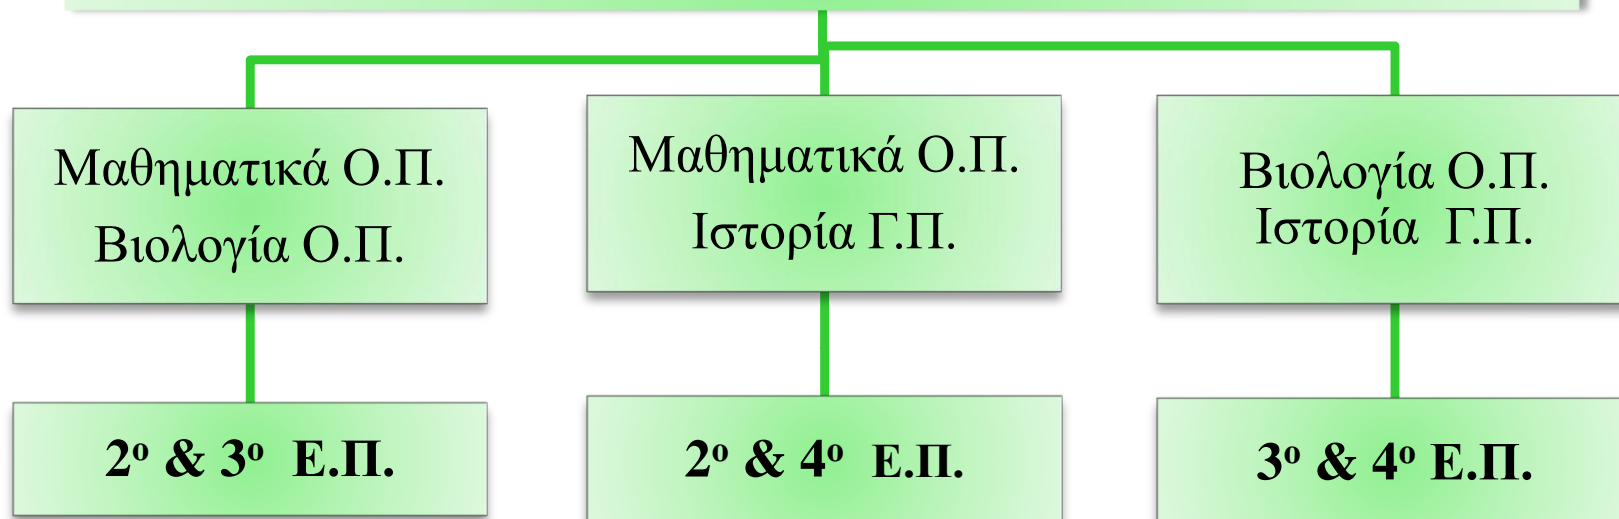 Μαθηματικά Ο.Π.
Βιολογία Ο.Π.
Μαθηματικά Ο.Π.
Ιστορία Γ.Π.
Βιολογία Ο.Π.
Ιστορία Γ.Π.
2ο & 3ο Ε.Π.
2ο & 4ο Ε.Π.
3ο & 4ο Ε.Π.